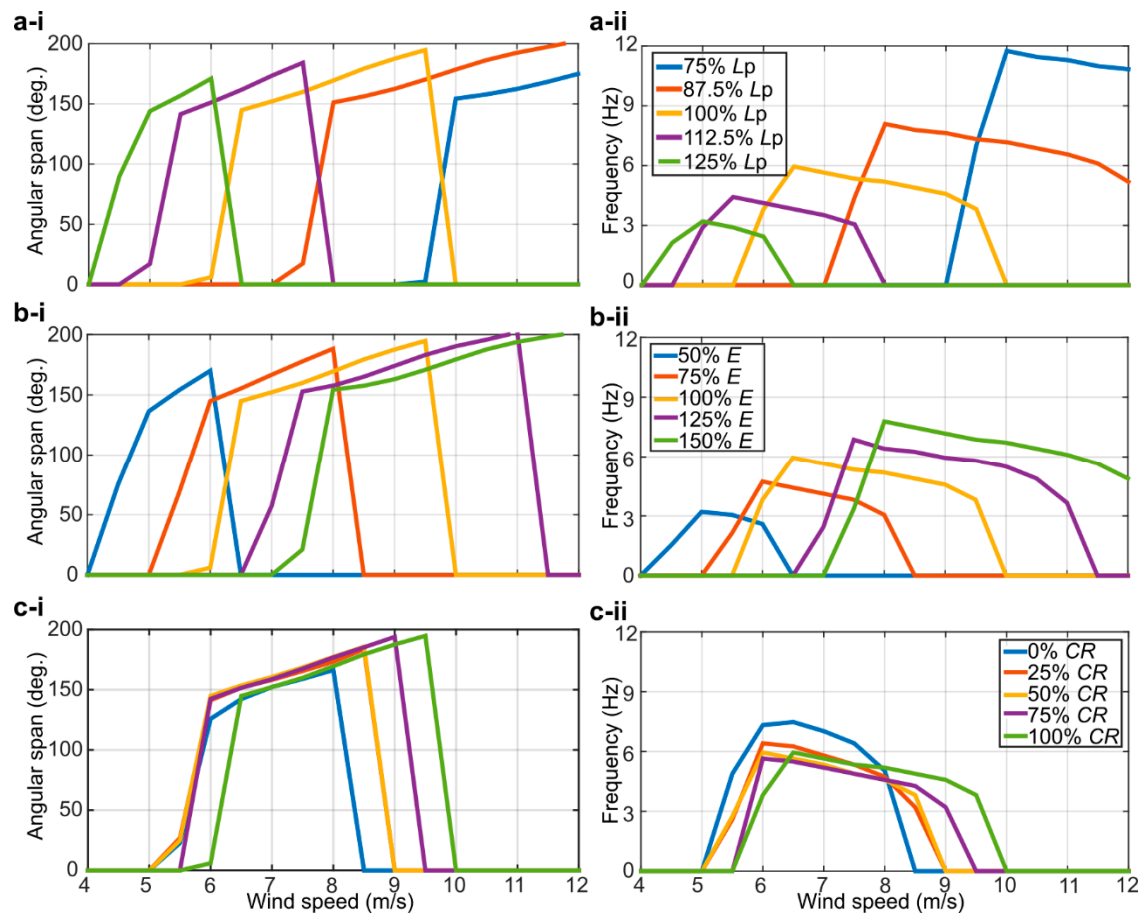 a-i
Angular span (deg.)
200
150
100
50
0
a-ii
Frequency (Hz)
12
9
6
3
0
75% Lp
87.5% Lp
100% Lp
112.5% Lp
125% Lp
b-i
Angular span (deg.)
200
150
100
50
0
b-ii
Frequency (Hz)
12
9
6
3
0
50% E
75% E
100% E
125% E
150% E
c-i
Angular span (deg.)
200
150
100
50
0
4 5 6 7 8 9 10 11 12
Wind speed (m/s)
c-ii
Frequency (Hz)
12
9
6
3
0
0% CR
25% CR
50% CR
75% CR
100% CR
4 5 6 7 8 9 10 11 12
Wind speed (m/s)